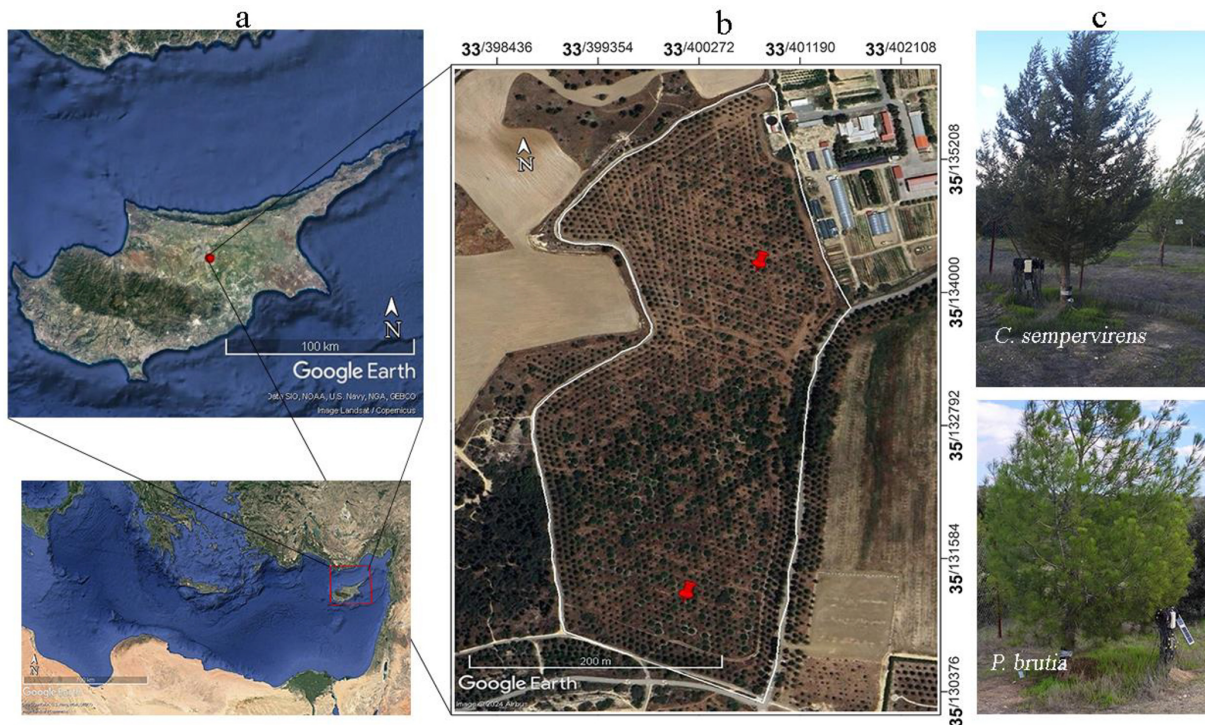 a
b
c
33/398436
33/399354
33/400272
33/401190
33/402108
N
100 km
Google Earth
Data SIO, NOAA, U.S. Navy, NGA, GEBCO
Image Landsat / Copernicus
N
Google Earth
N
200 m
Google Earth
Image © 2024 Airbus
35/135208
35/134000
35/132792
35/131584
35/130376
C. sempervirens
P. brutia